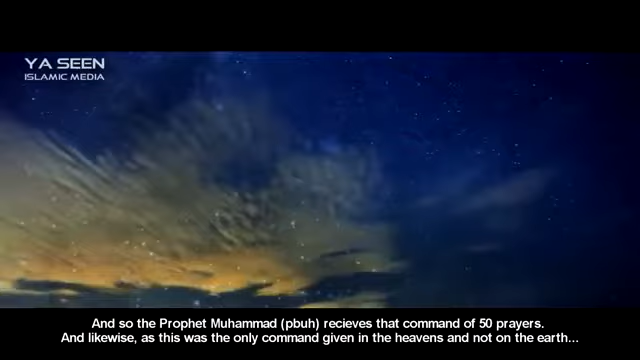 YA SEEN
ISLAMIC MEDIA
And so the Prophet Muhammad (pbuh) recieves that command of 50 prayers.
And likewise, as this was the only command given in the heavens and not on the earth...